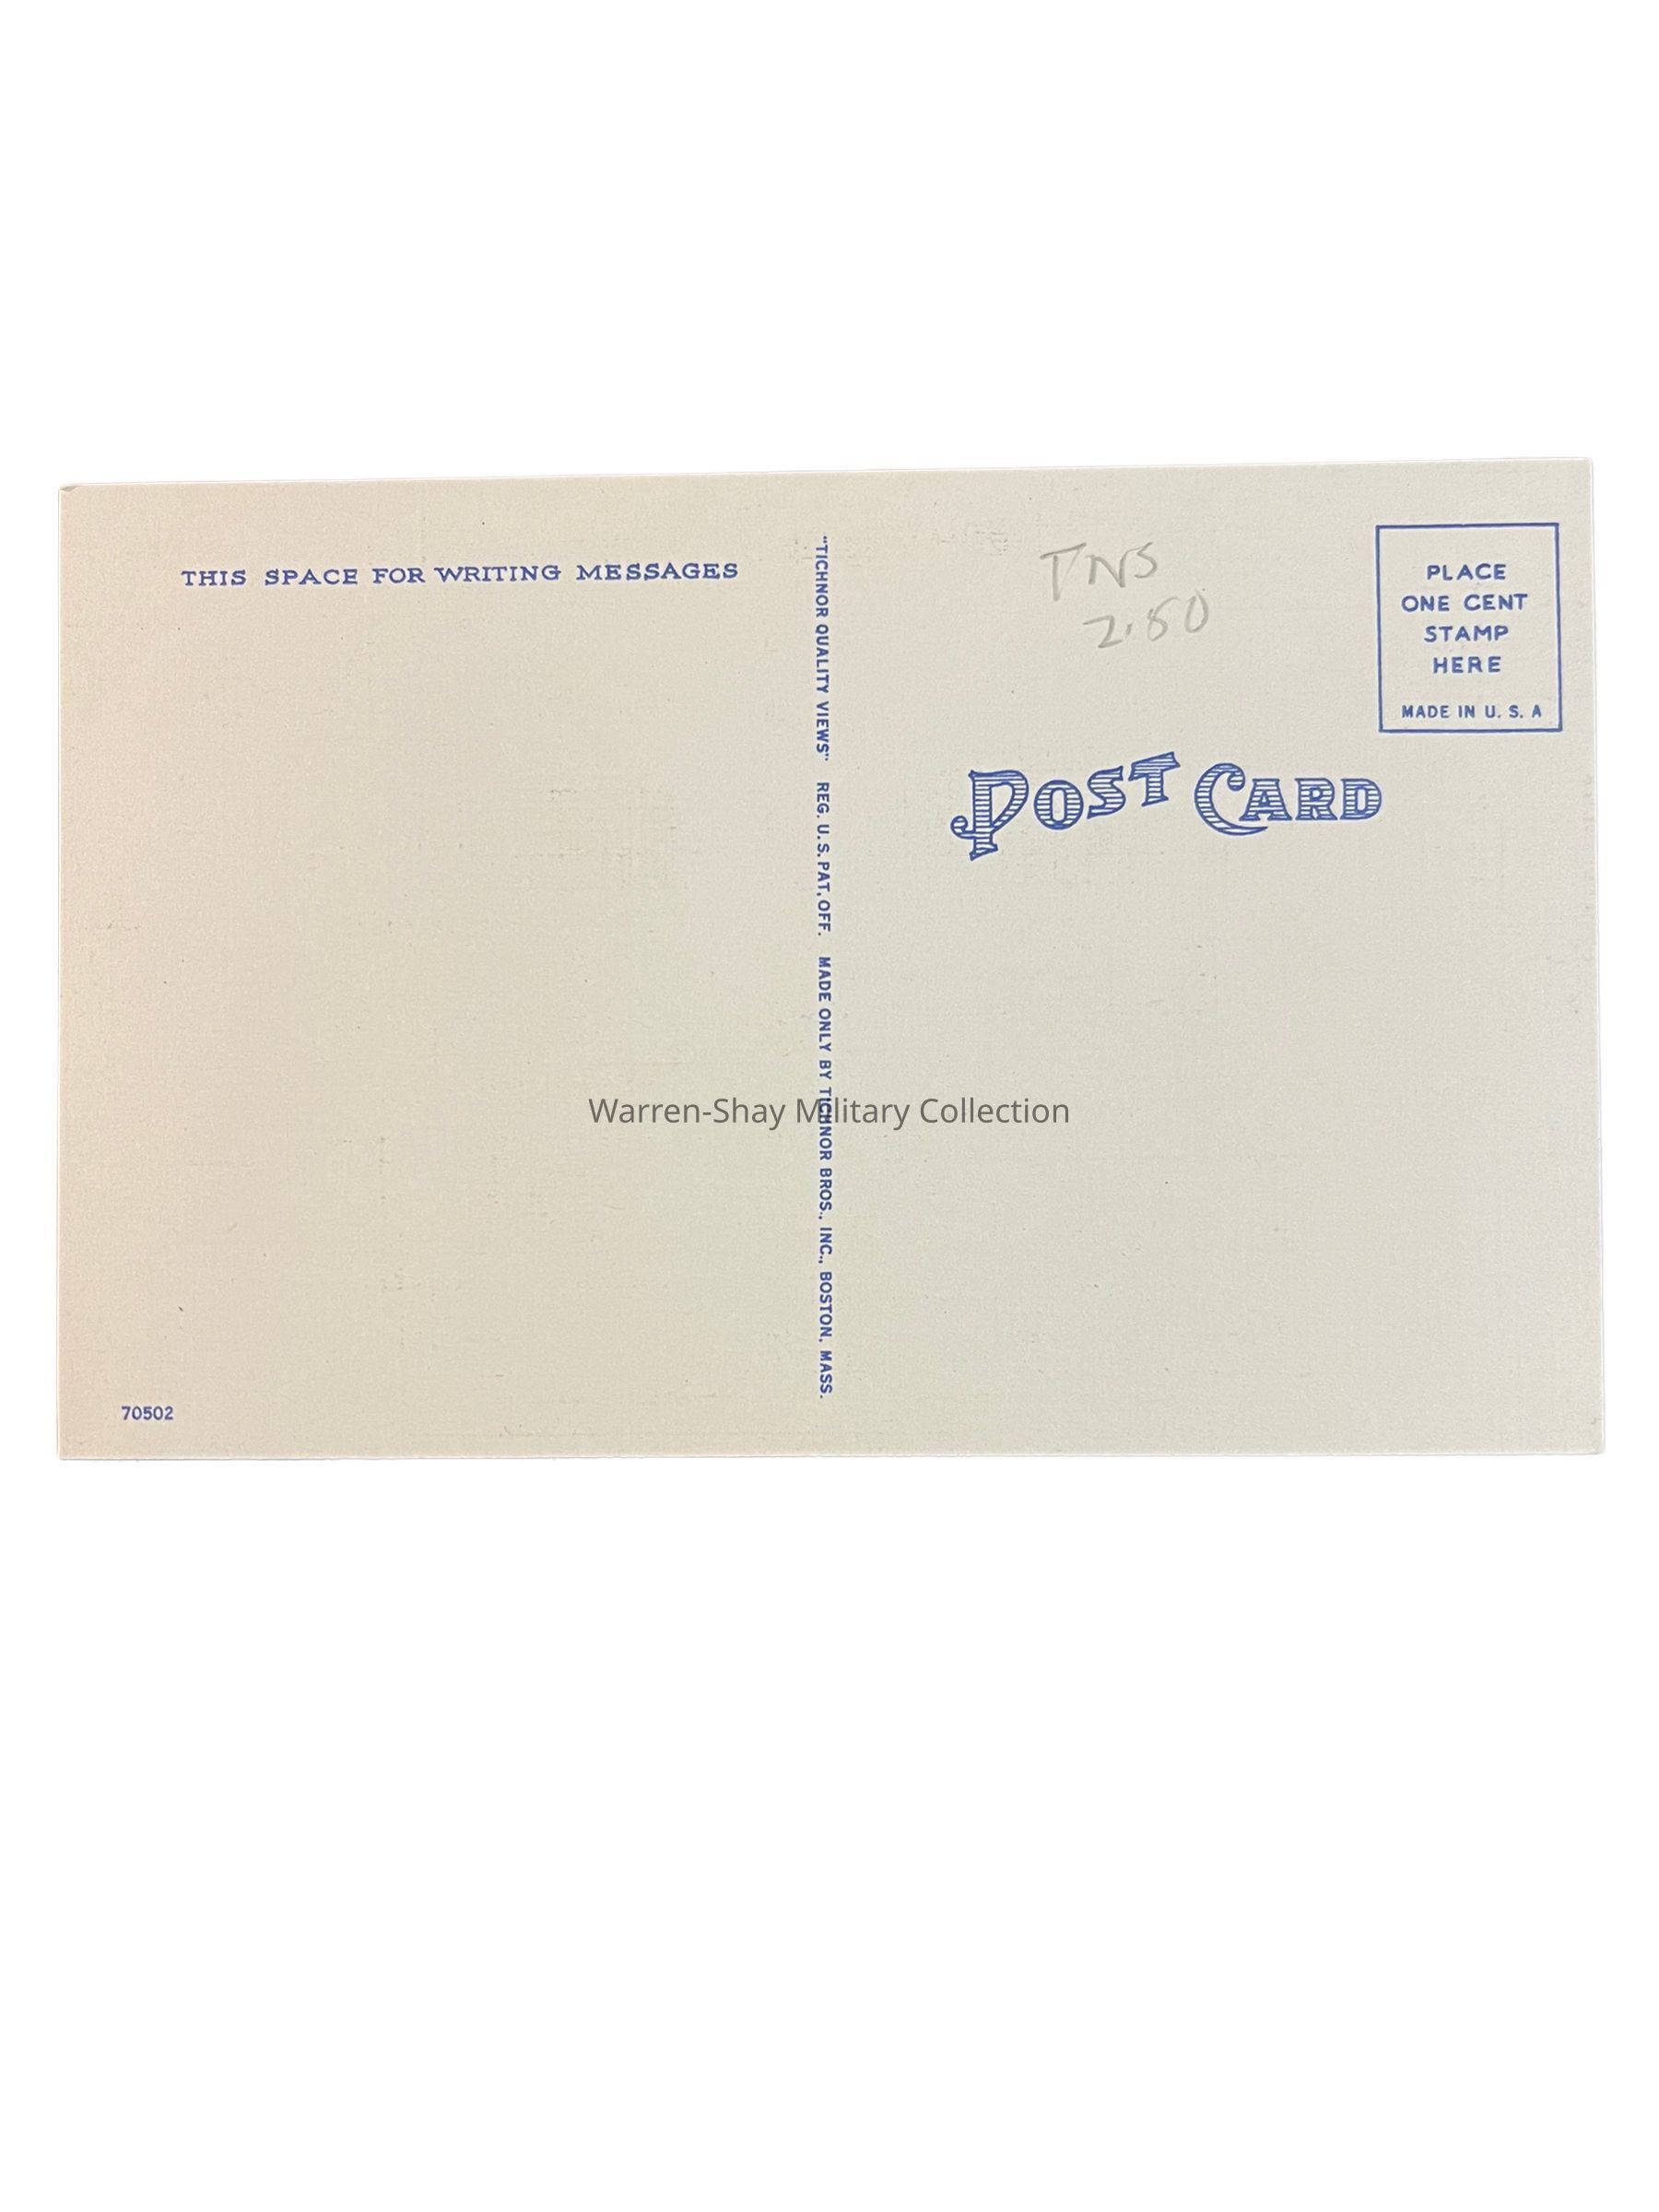 THIS SPACE FOR WRITING MESSAGES
"TICHNOR QUALITY VIEWS" REG. U. S. PAT. OFF. MADE ONLY BY TICHNOR BROS., INC., BOSTON, MASS.
TNS
2.80
PLACE
ONE CENT
STAMP
HERE
MADE IN U. S. A
POST CARD
Warren-Shay Military Collection
70502